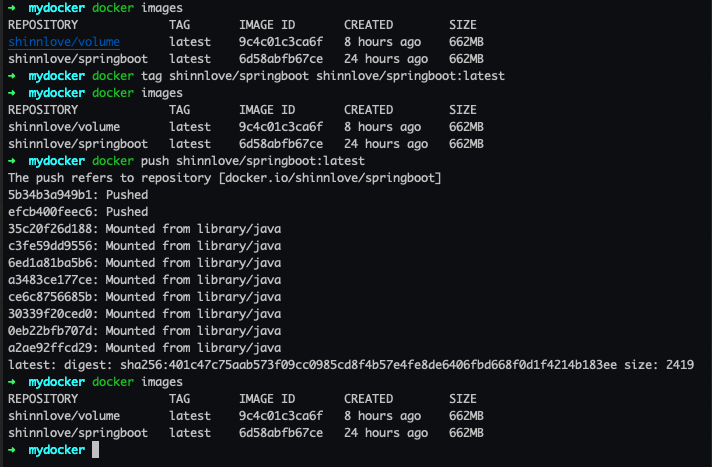 ➜ mydocker docker images
REPOSITORY TAG IMAGE ID CREATED SIZE
shinnlove/volume latest 9c4c01c3ca6f 8 hours ago 662MB
shinnlove/springboot latest 6d58abfb67ce 24 hours ago 662MB
➜ mydocker docker tag shinnlove/springboot shinnlove/springboot:latest
➜ mydocker docker images
REPOSITORY TAG IMAGE ID CREATED SIZE
shinnlove/volume latest 9c4c01c3ca6f 8 hours ago 662MB
shinnlove/springboot latest 6d58abfb67ce 24 hours ago 662MB
➜ mydocker docker push shinnlove/springboot:latest
The push refers to repository [docker.io/shinnlove/springboot]
5b34b3a949b1: Pushed
efcb400feec6: Pushed
35c20f26d188: Mounted from library/java
c3fe59dd9556: Mounted from library/java
6ed1a81ba5b6: Mounted from library/java
a3483ce177ce: Mounted from library/java
ce6c8756685b: Mounted from library/java
30339f20ced0: Mounted from library/java
0eb22bfb707d: Mounted from library/java
a2ae92ffcd29: Mounted from library/java
latest: digest: sha256:401c47c75aab573f09cc0985cd8f4b57e4fe8de6406fbd668f0d1f4214b183ee size: 2419
➜ mydocker docker images
REPOSITORY TAG IMAGE ID CREATED SIZE
shinnlove/volume latest 9c4c01c3ca6f 8 hours ago 662MB
shinnlove/springboot latest 6d58abfb67ce 24 hours ago 662MB
➜ mydocker